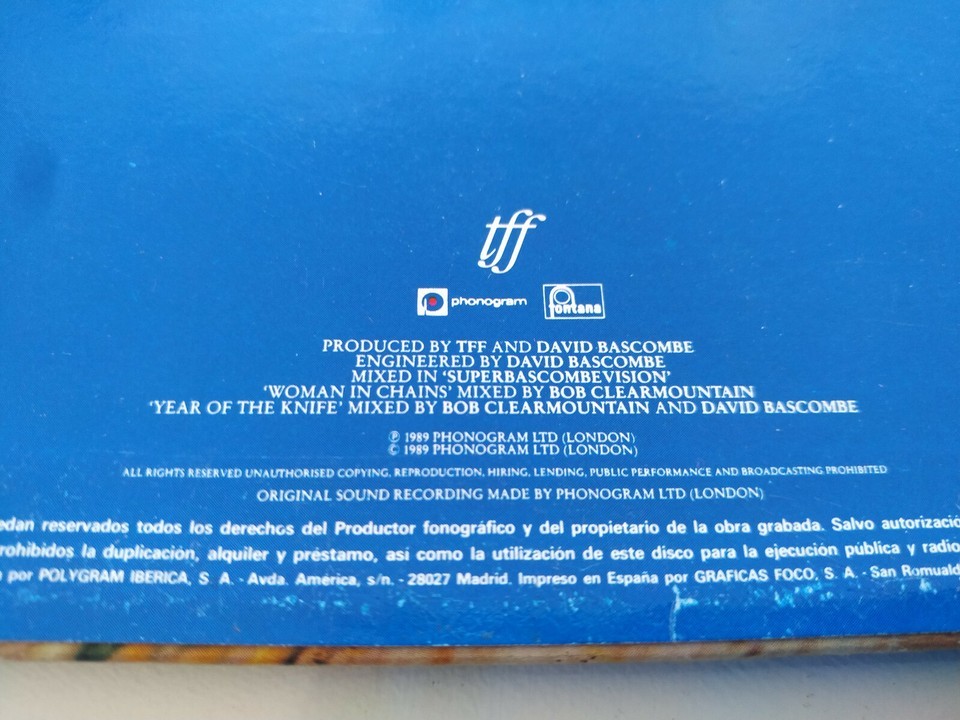 tff
phonogram fontana
PRODUCED BY TFF AND DAVID BASCOMBE
ENGINEERED BY DAVID BASCOMBE
MIXED IN 'SUPERBASCOMBEVISION'
'WOMAN IN CHAINS' MIXED BY BOB CLEARMOUNTAIN
'YEAR OF THE KNIFE' MIXED BY BOB CLEARMOUNTAIN AND DAVID BASCOMBE
℗ 1989 PHONOGRAM LTD (LONDON)
© 1989 PHONOGRAM LTD (LONDON)
ALL RIGHTS RESERVED UNAUTHORISED COPYING, REPRODUCTION, HIRING, LENDING, PUBLIC PERFORMANCE AND BROADCASTING PROHIBITED
ORIGINAL SOUND RECORDING MADE BY PHONOGRAM LTD (LONDON)
edan reservados todos los derechos del Productor fonográfico y del propietario de la obra grabada. Salvo autorizació
rohibidos la duplicación, alquiler y préstamo, así como la utilización de este disco para la ejecución pública y radio
por POLYGRAM IBERICA, S. A. - Avda. América, s/n. - 28027 Madrid. Impreso en España por GRAFICAS FOCO, S. A. - San Romuald